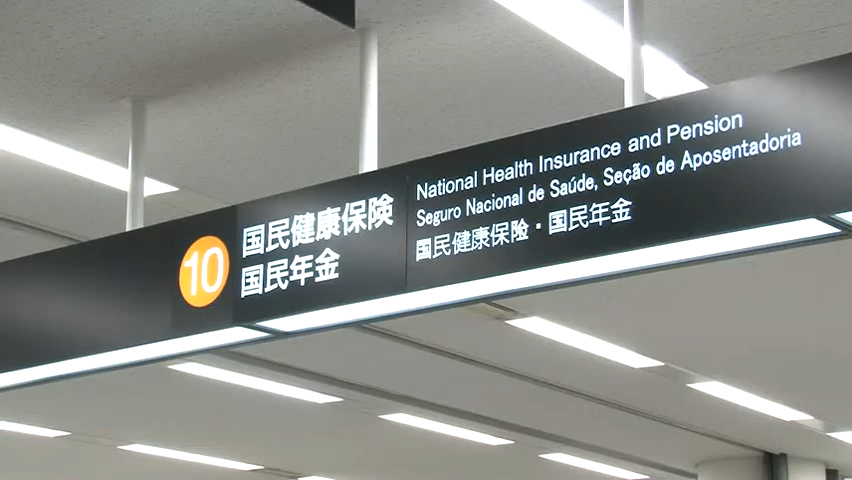 10
国民健康保険
国民年金
National Health Insurance and Pension
Seguro Nacional de Saúde, Seção de Aposentadoria
国民健康保险・国民年金